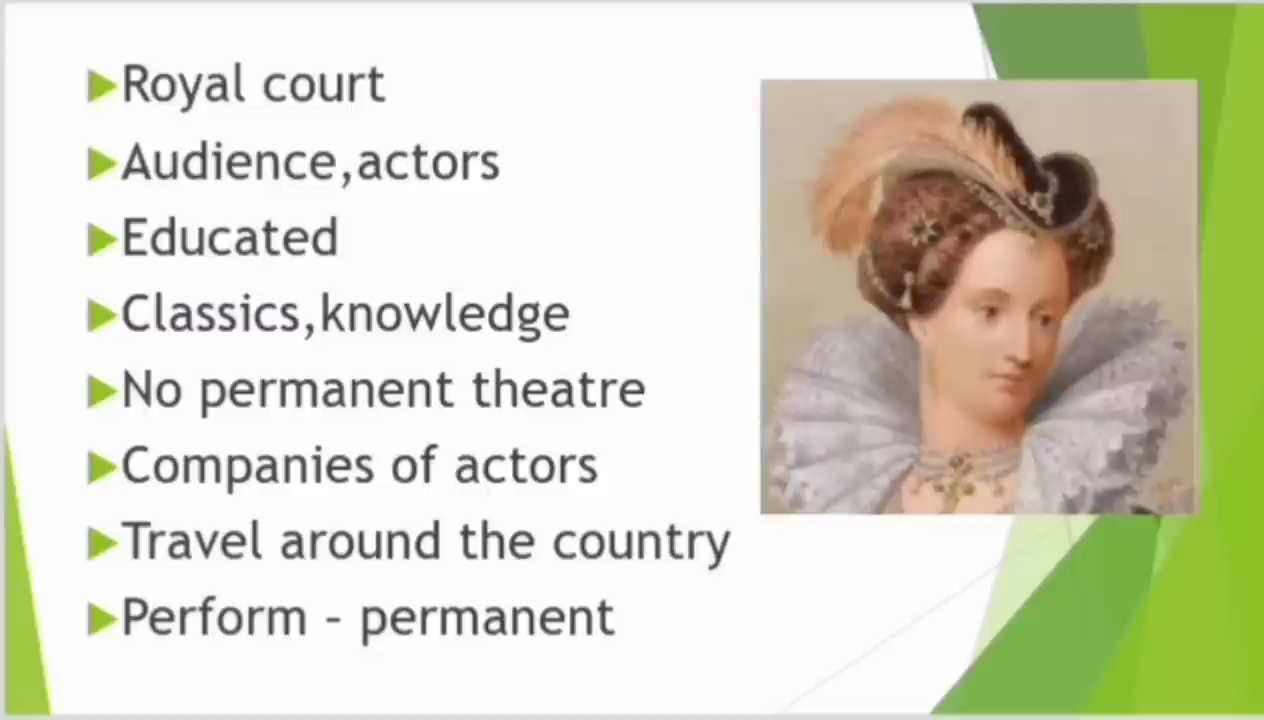 Royal court
Audience,actors
Educated
Classics,knowledge
No permanent theatre
Companies of actors
Travel around the country
Perform - permanent